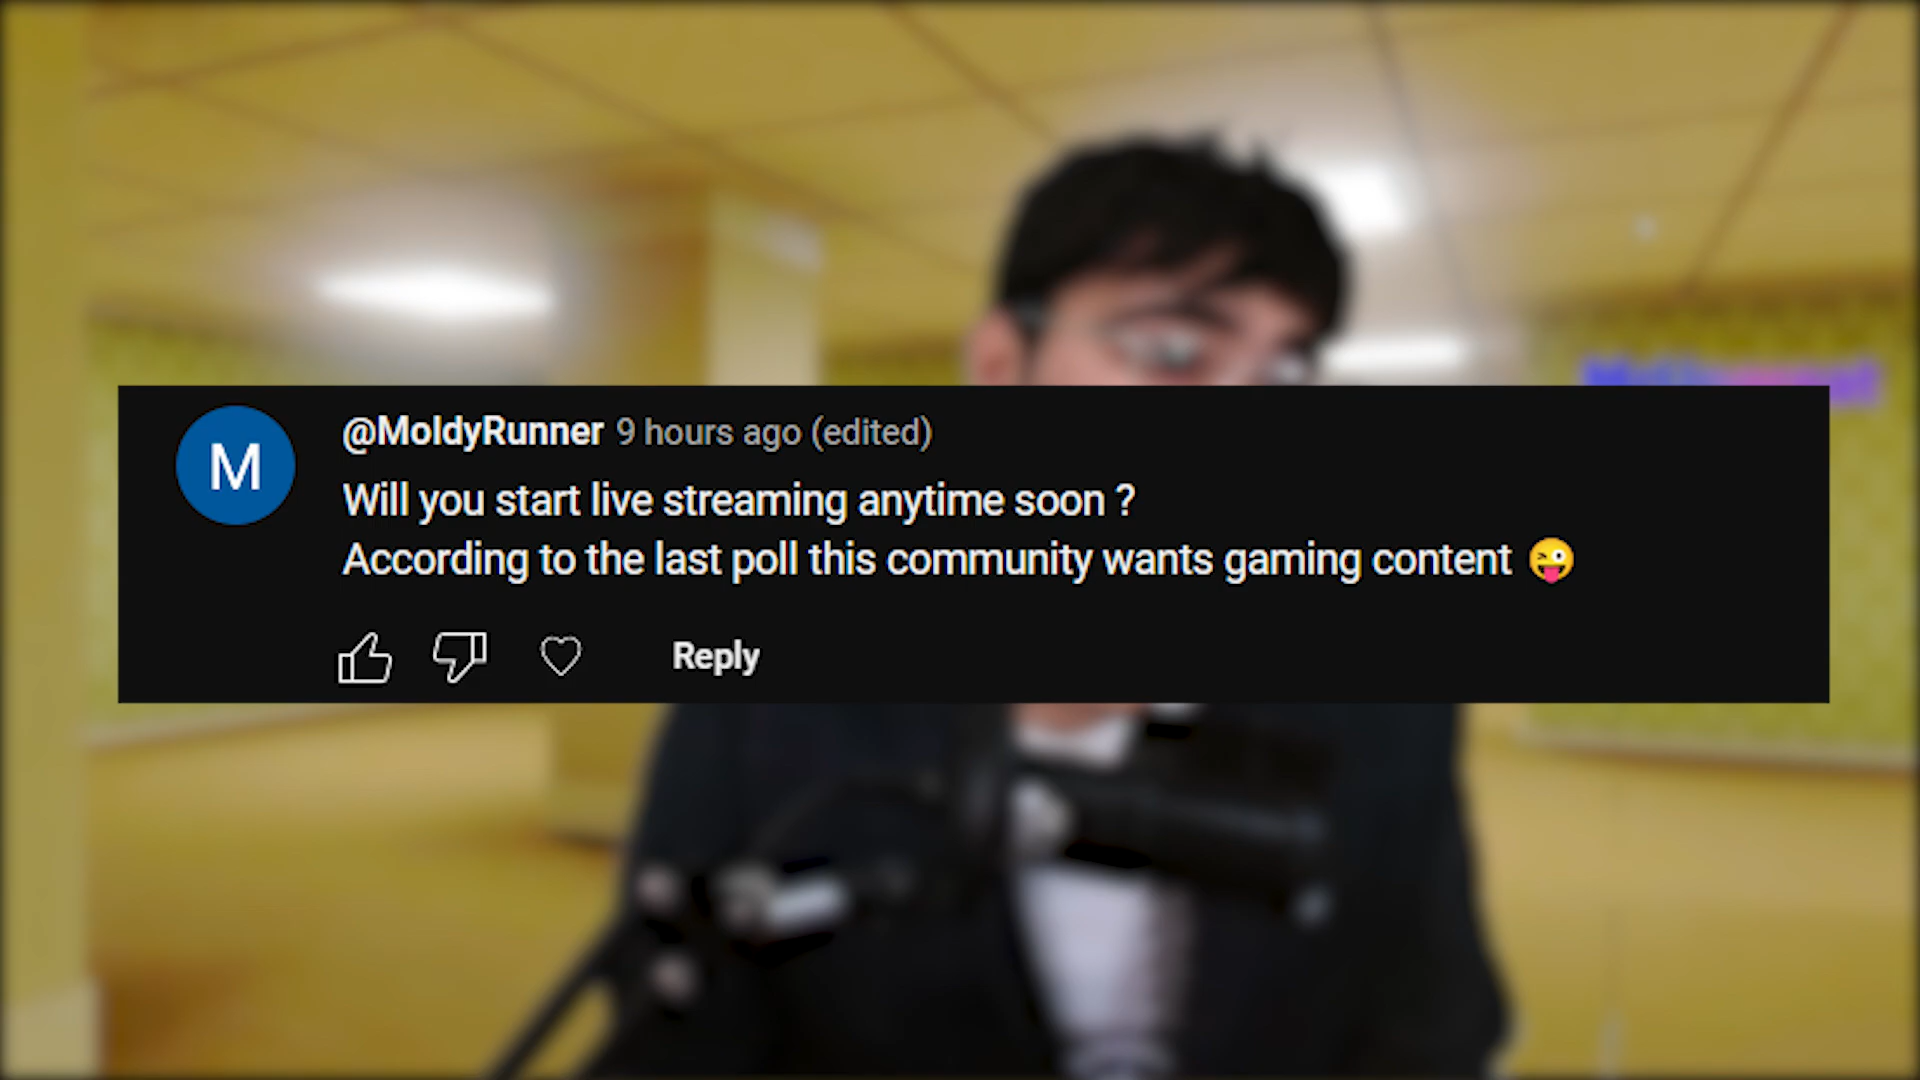 M
@MoldyRunner 9 hours ago (edited)
Will you start live streaming anytime soon ?
According to the last poll this community wants gaming content 😜
Reply